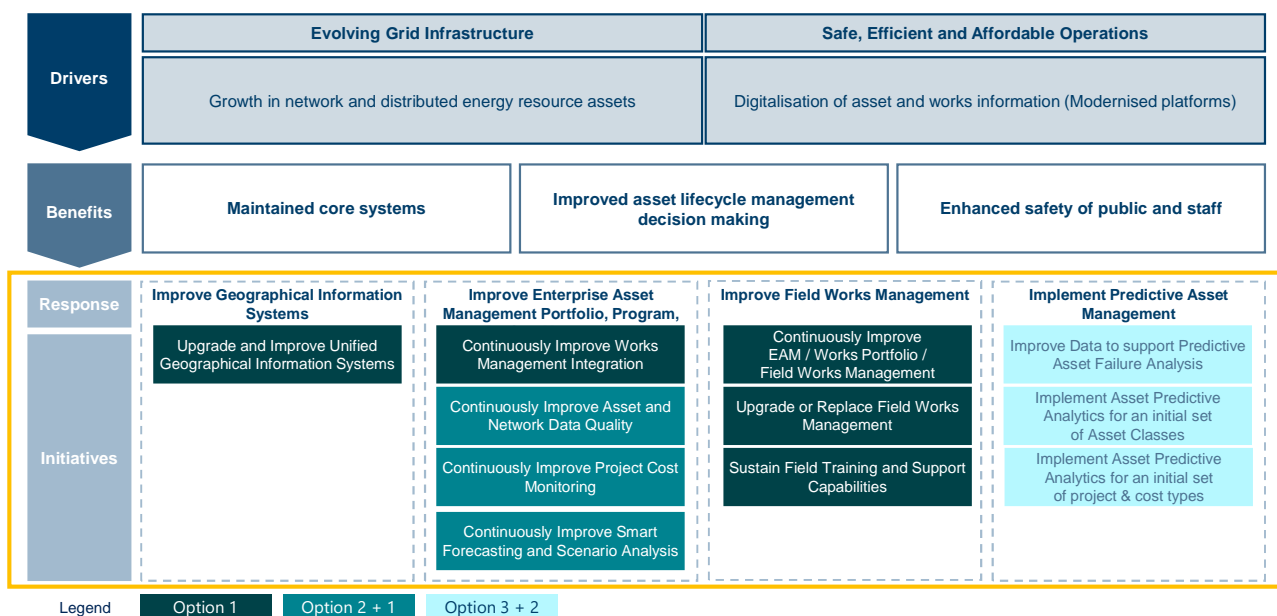 Drivers
Evolving Grid Infrastructure
Safe, Efficient and Affordable Operations
Growth in network and distributed energy resource assets
Digitalisation of asset and works information (Modernised platforms)
Benefits
Maintained core systems
Improved asset lifecycle management
decision making
Enhanced safety of public and staff
Response
Improve Geographical Information
Systems
Improve Enterprise Asset
Management Portfolio, Program,
Improve Field Works Management
Implement Predictive Asset
Management
Initiatives
Upgrade and Improve Unified
Geographical Information Systems
Continuously Improve Works
Management Integration
Continuously Improve Asset and
Network Data Quality
Continuously Improve Project Cost
Monitoring
Continuously Improve Smart
Forecasting and Scenario Analysis
Continuously Improve
EAM / Works Portfolio /
Field Works Management
Upgrade or Replace Field Works
Management
Sustain Field Training and Support
Capabilities
Improve Data to support Predictive
Asset Failure Analysis
Implement Asset Predictive
Analytics for an initial set
of Asset Classes
Implement Asset Predictive
Analytics for an initial set
of project & cost types
Legend
Option 1
Option 2 + 1
Option 3 + 2